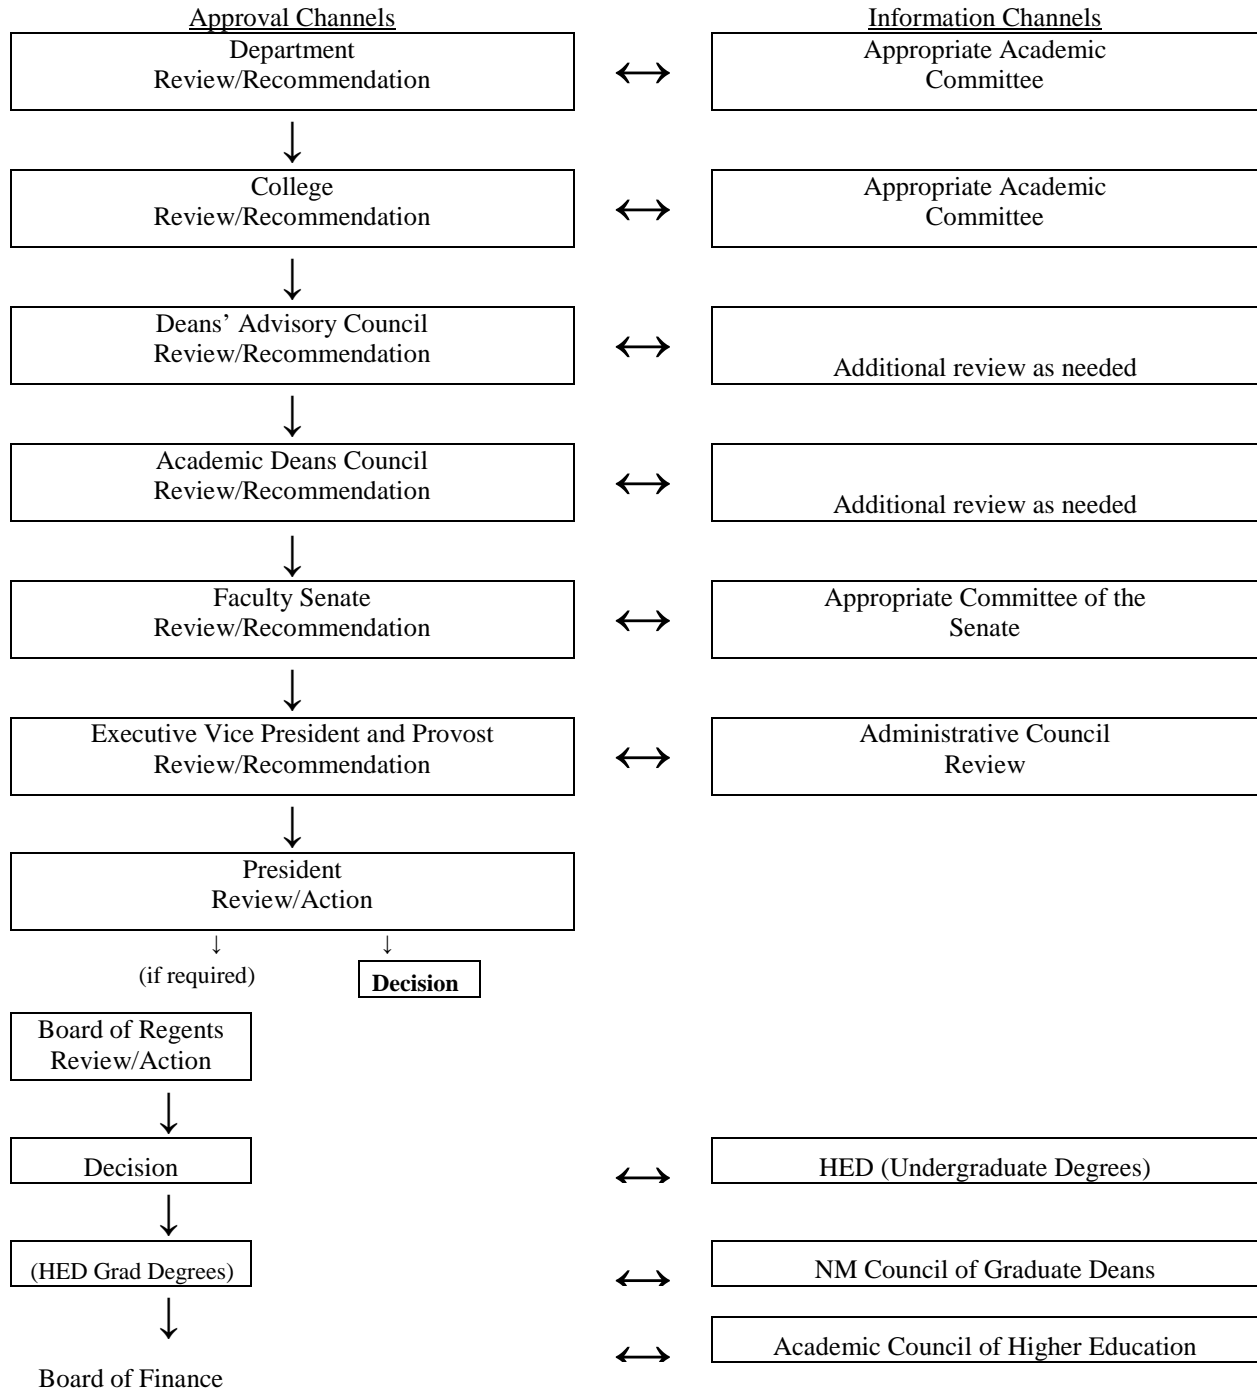 Approval Channels
Information Channels
Department
Review/Recommendation
↔
Appropriate Academic
Committee
↓
College
Review/Recommendation
↔
Appropriate Academic
Committee
↓
Deans’ Advisory Council
Review/Recommendation
↔
Additional review as needed
↓
Academic Deans Council
Review/Recommendation
↔
Additional review as needed
↓
Faculty Senate
Review/Recommendation
↔
Appropriate Committee of the
Senate
↓
Executive Vice President and Provost
Review/Recommendation
↔
Administrative Council
Review
↓
President
Review/Action
↓ ↓
(if required)
Decision
Board of Regents
Review/Action
↓
Decision
↔
HED (Undergraduate Degrees)
↓
(HED Grad Degrees)
↔
NM Council of Graduate Deans
↓
↔
Academic Council of Higher Education
Board of Finance